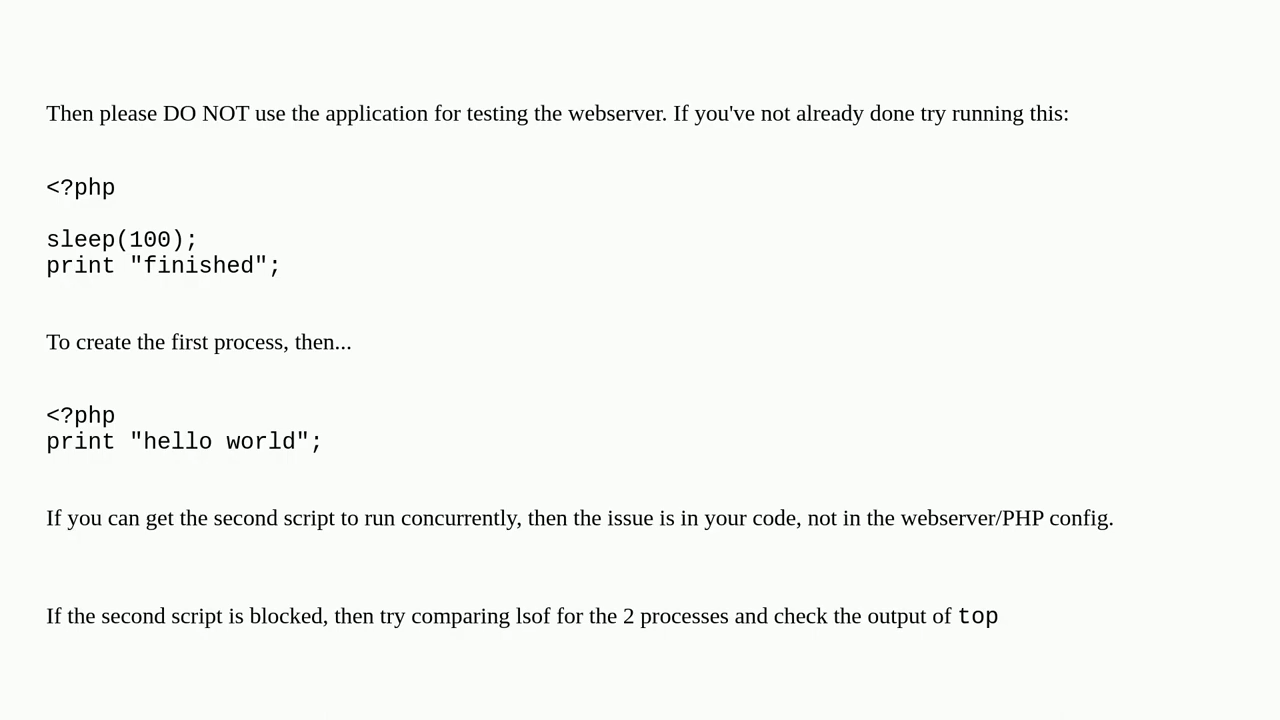 Then please DO NOT use the application for testing the webserver. If you've not already done try running this:
<?php
sleep(100);
print "finished";
To create the first process, then...
<?php
print "hello world";
If you can get the second script to run concurrently, then the issue is in your code, not in the webserver/PHP config.
If the second script is blocked, then try comparing lsof for the 2 processes and check the output of top